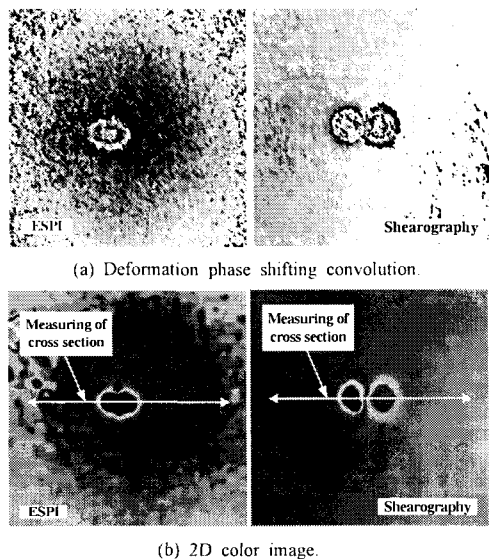 ESPI
Shearography
(a) Deformation phase shifting convolution.
Measuring of
cross section
Measuring of
cross section
ESPI
Shearography
(b) 2D color image.